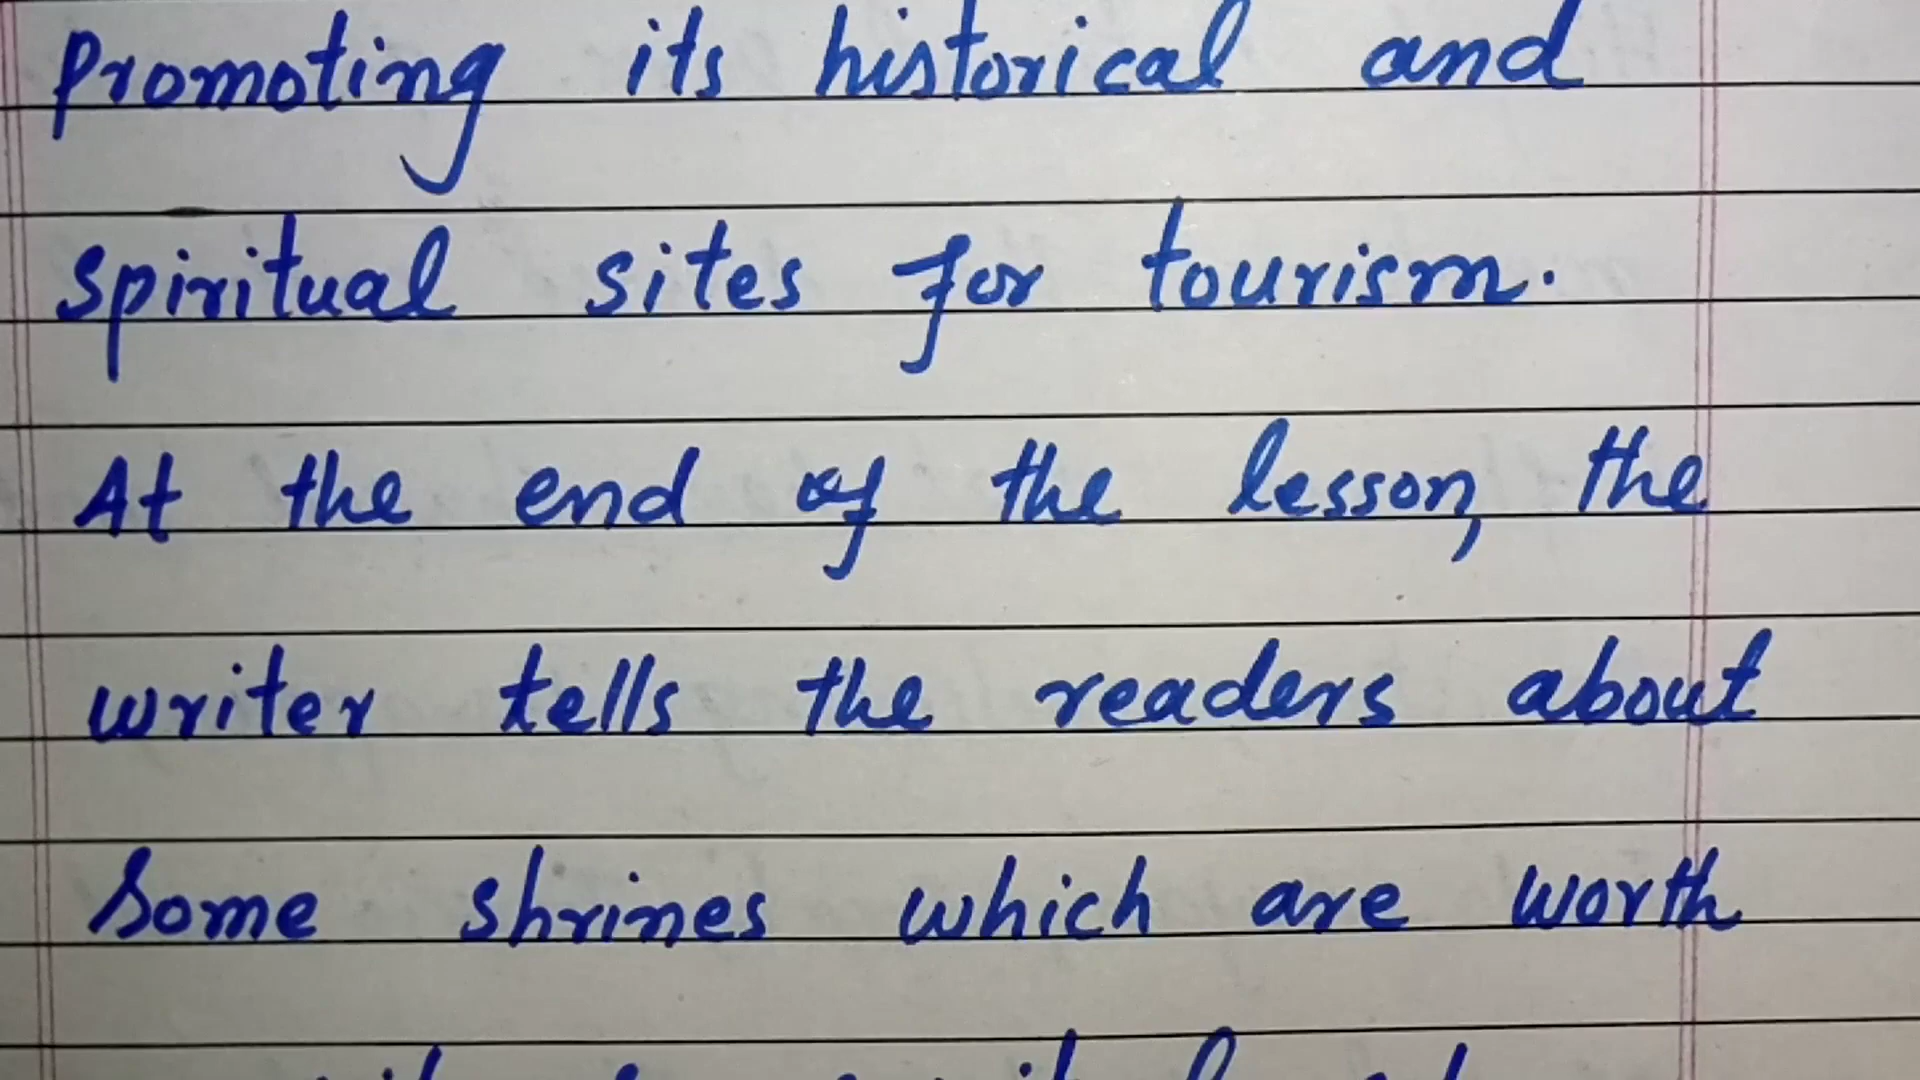 promoting its historical and
spiritual sites for tourism.
At the end of the lesson, the
writer tells the readers about
Some shrines which are worth